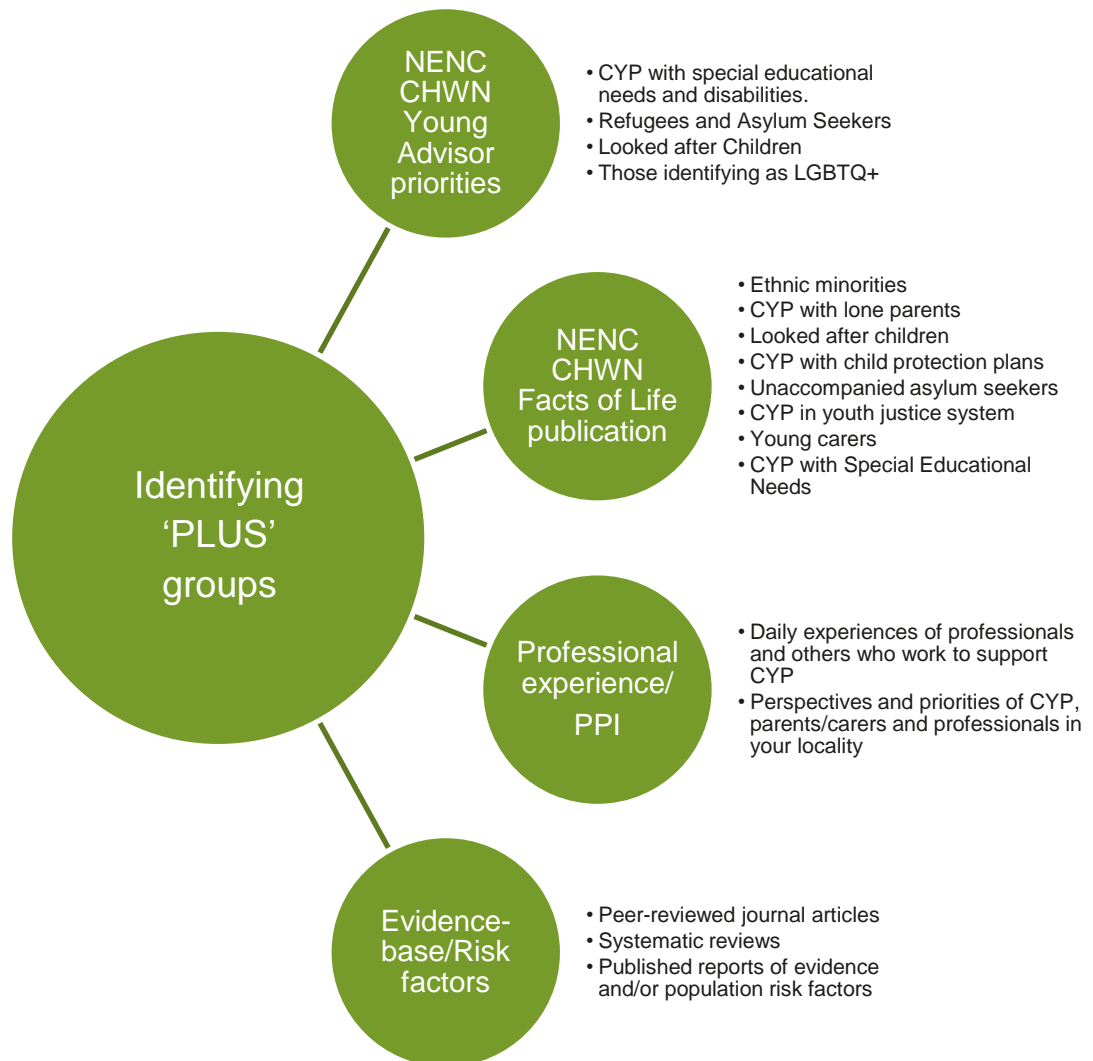 NENC
CHWN
Young
Advisor
priorities
• CYP with special educational
needs and disabilities.
• Refugees and Asylum Seekers
• Looked after Children
• Those identifying as LGBTQ+
NENC
CHWN
Facts of Life
publication
• Ethnic minorities
• CYP with lone parents
• Looked after children
• CYP with child protection plans
• Unaccompanied asylum seekers
• CYP in youth justice system
• Young carers
• CYP with Special Educational
Needs
Identifying
‘PLUS’
groups
Professional
experience/
PPI
• Daily experiences of professionals
and others who work to support
CYP
• Perspectives and priorities of CYP,
parents/carers and professionals in
your locality
Evidence-
base/Risk
factors
• Peer-reviewed journal articles
• Systematic reviews
• Published reports of evidence
and/or population risk factors